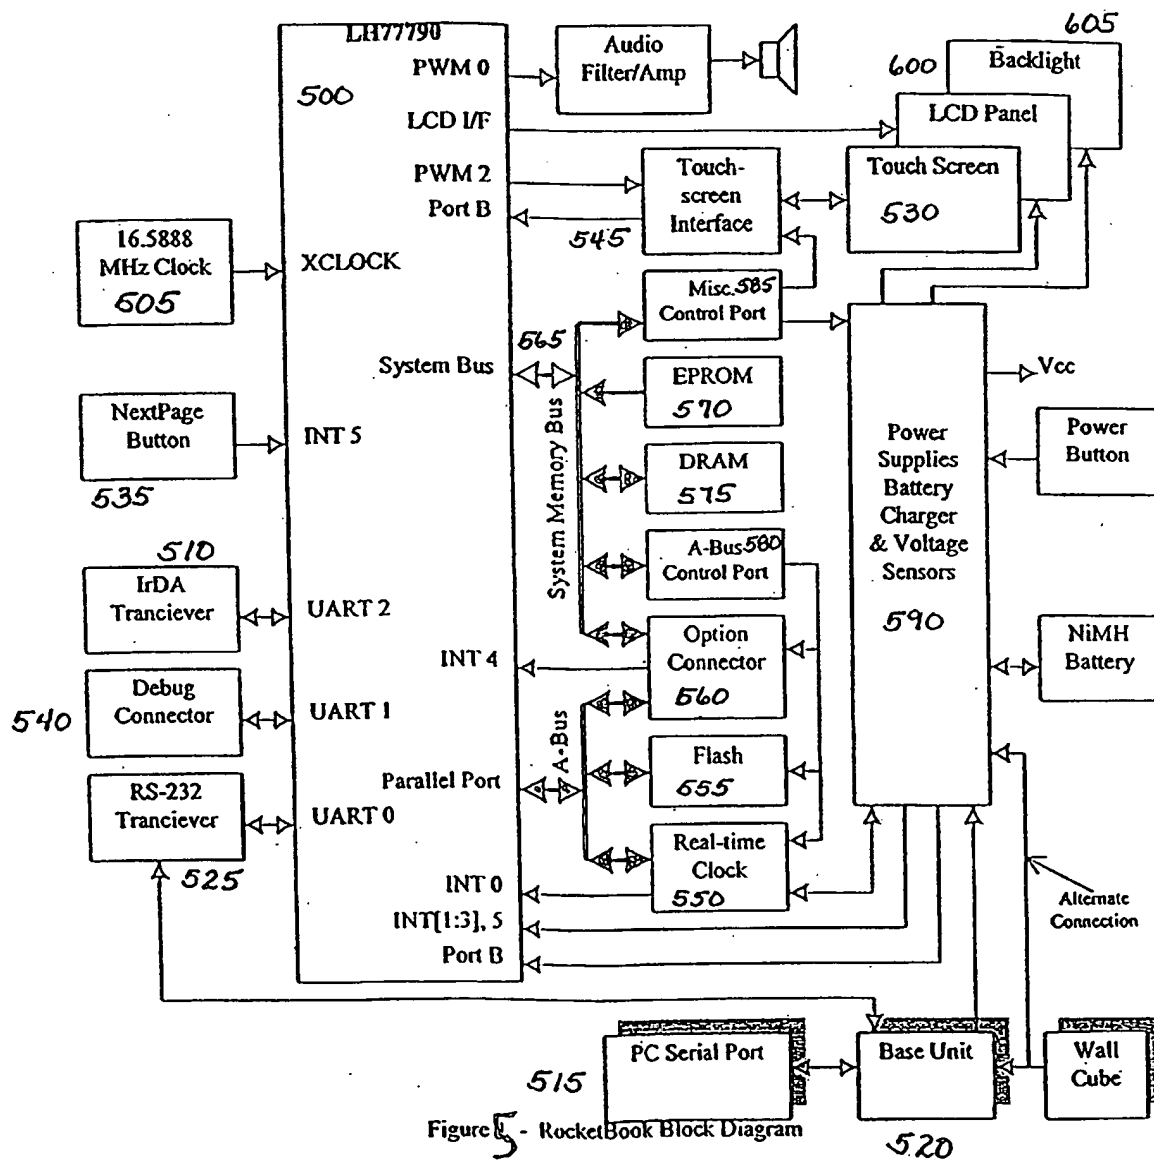 LH77790
500
PWM 0
LCD I/F
PWM 2
Port B
XCLOCK
System Bus
INT 5
UART 2
INT 4
UART 1
Parallel Port
UART 0
INT 0
INT[1:3], 5
Port B
Audio
Filter/Amp
605
Backlight
600
LCD Panel
Touch Screen
530
Touch-
screen
Interface
545
16.5888
MHz Clock
505
Misc. 585
Control Port
565
EPROM
570
System Memory Bus
DRAM
575
A-Bus 580
Control Port
NextPage
Button
535
510
IrDA
Tranciever
Debug
Connector
540
RS-232
Tranciever
525
Option
Connector
560
A-Bus
Flash
555
Real-time
Clock
550
Power
Supplies
Battery
Charger
& Voltage
Sensors
590
Vcc
Power
Button
NiMH
Battery
Alternate
Connection
PC Serial Port
515
Base Unit
520
Wall
Cube
Figure 5 - RocketBook Block Diagram